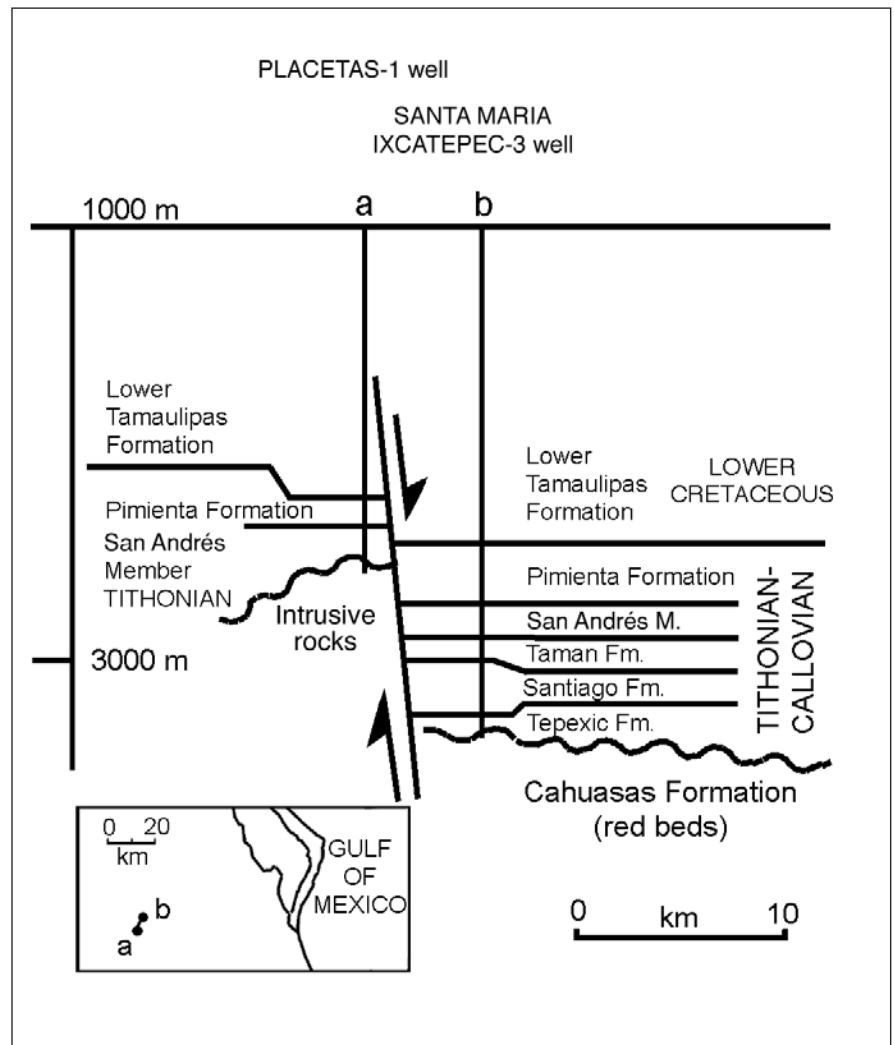 PLACETAS-1 well
SANTA MARIA
IXCATEPEC-3 well
1000 m
a
b
Lower
Tamaulipas
Formation
Pimienta Formation
San Andrés
Member
TITHONIAN
Intrusive
rocks
3000 m
Lower
Tamaulipas
Formation
LOWER
CRETACEOUS
Pimienta Formation
San Andrés M.
Taman Fm.
Santiago Fm.
Tepexic Fm.
TITHONIAN-
CALLOVIAN
Cahuasas Formation
(red beds)
0 20
km
GULF
OF
MEXICO
b
a
0 km 10